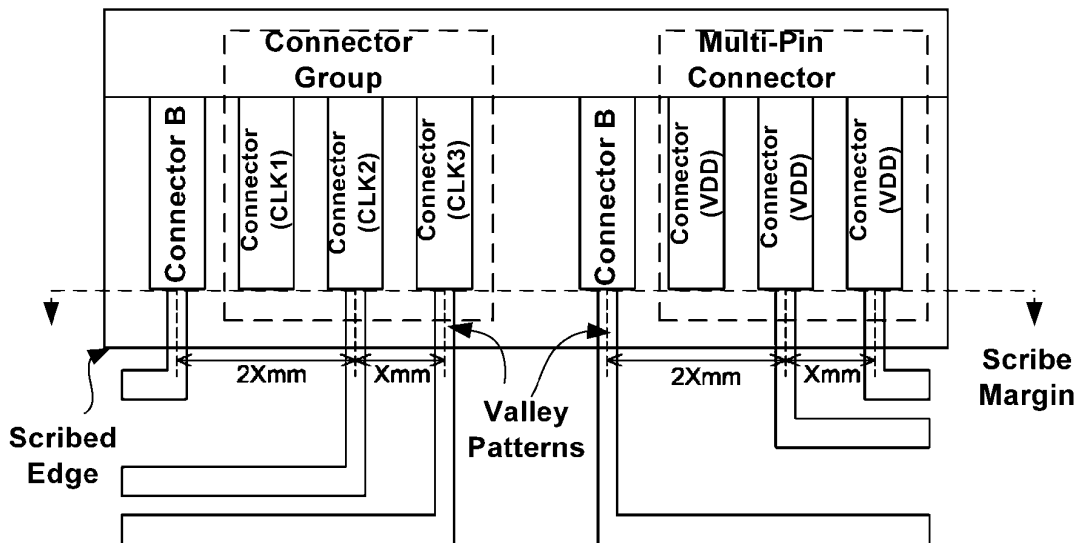 Connector
Group
Multi-Pin
Connector
Connector B
Connector
(CLK1)
Connector
(CLK2)
Connector
(CLK3)
Connector B
Connector
(VDD)
Connector
(VDD)
Connector
(VDD)
2Xmm
Xmm
2Xmm
Xmm
Scribe
Margin
Valley
Patterns
Scribed
Edge